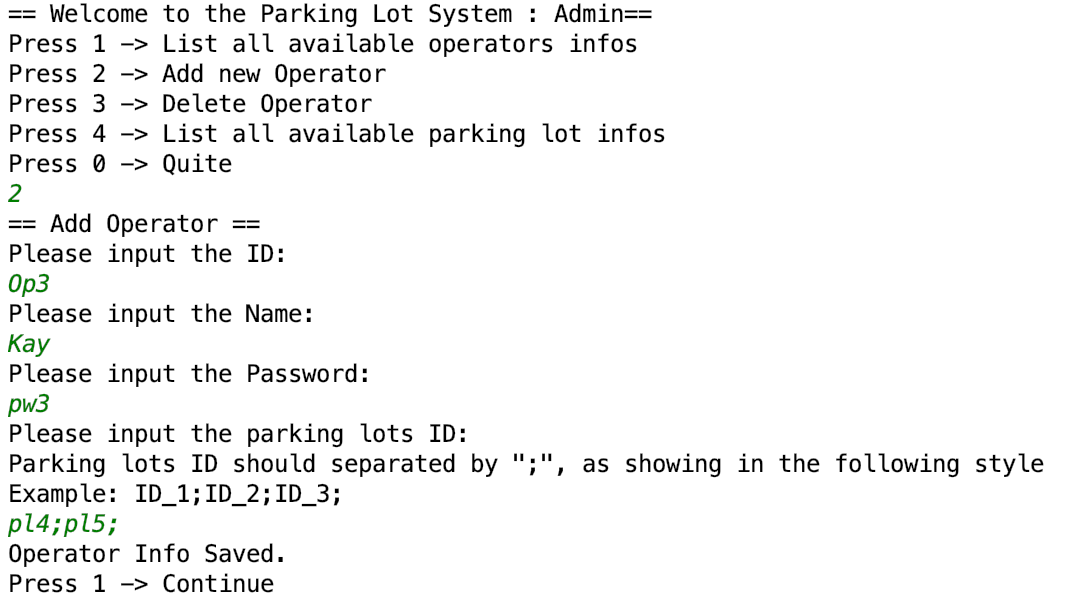 == Welcome to the Parking Lot System : Admin==
Press 1 -> List all available operators infos
Press 2 -> Add new Operator
Press 3 -> Delete Operator
Press 4 -> List all available parking lot infos
Press 0 -> Quite
2
== Add Operator ==
Please input the ID:
Op3
Please input the Name:
Kay
Please input the Password:
pw3
Please input the parking lots ID:
Parking lots ID should separated by ";", as showing in the following style
Example: ID_1;ID_2;ID_3;
pl4;pl5;
Operator Info Saved.
Press 1 -> Continue